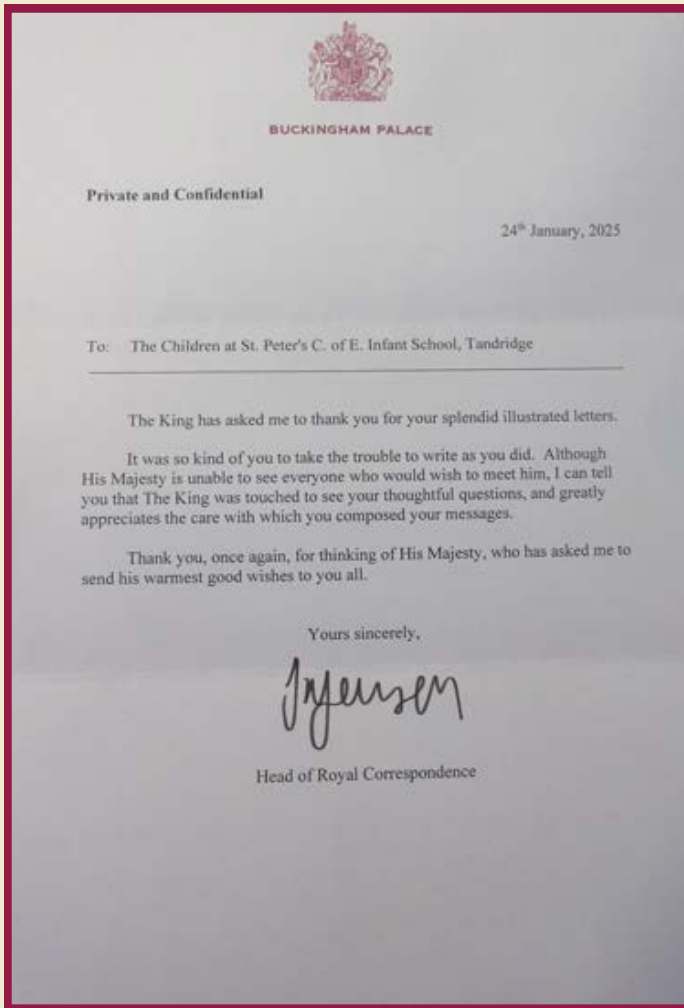 BUCKINGHAM PALACE
Private and Confidential
24th January, 2025
To: The Children at St. Peter's C. of E. Infant School, Tandridge
The King has asked me to thank you for your splendid illustrated letters.
It was so kind of you to take the trouble to write as you did. Although
His Majesty is unable to see everyone who would wish to meet him, I can tell
you that The King was touched to see your thoughtful questions, and greatly
appreciates the care with which you composed your messages.
Thank you, once again, for thinking of His Majesty, who has asked me to
send his warmest good wishes to you all.
Yours sincerely,
Head of Royal Correspondence